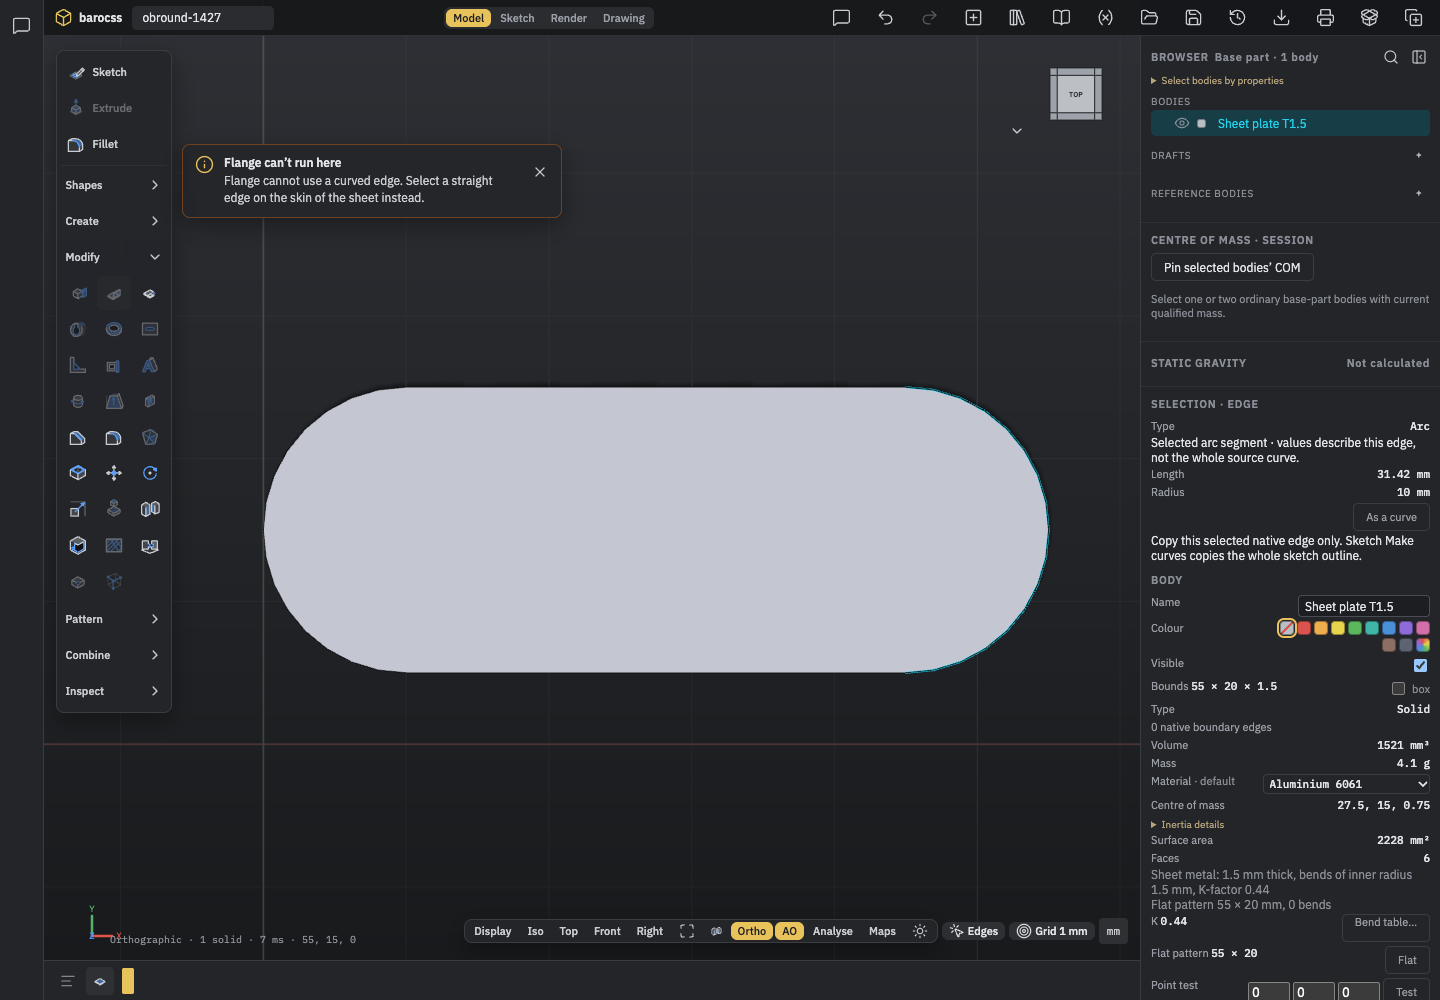 barocss
obround-1427
Model
Sketch
Render
Drawing
Sketch
Extrude
Fillet
Shapes
Create
Modify
Pattern
Combine
Inspect
Flange can't run here
Flange cannot use a curved edge. Select a straight
edge on the skin of the sheet instead.
TOP
BROWSER Base part · 1 body
Select bodies by properties
BODIES
Sheet plate T1.5
DRAFTS
REFERENCE BODIES
CENTRE OF MASS · SESSION
Pin selected bodies' COM
Select one or two ordinary base-part bodies with current
qualified mass.
STATIC GRAVITY Not calculated
SELECTION · EDGE
Type Arc
Selected arc segment · values describe this edge,
not the whole source curve.
Length 31.42 mm
Radius 10 mm
As a curve
Copy this selected native edge only. Sketch Make
curves copies the whole sketch outline.
BODY
Name Sheet plate T1.5
Colour
Visible
Bounds 55 × 20 × 1.5 box
Type Solid
0 native boundary edges
Volume 1521 mm³
Mass 4.1 g
Material · default Aluminium 6061
Centre of mass 27.5, 15, 0.75
Inertia details
Surface area 2228 mm²
Faces 6
Sheet metal: 1.5 mm thick, bends of inner radius
1.5 mm, K-factor 0.44
Flat pattern 55 × 20 mm, 0 bends
K 0.44 Bend table...
Flat pattern 55 × 20 Flat
Point test 0 0 0 Test
Y
X
Z
Orthographic · 1 solid · 7 ms · 55, 15, 0
Display Iso Top Front Right Ortho AO Analyse Maps
Edges
Grid 1 mm
mm